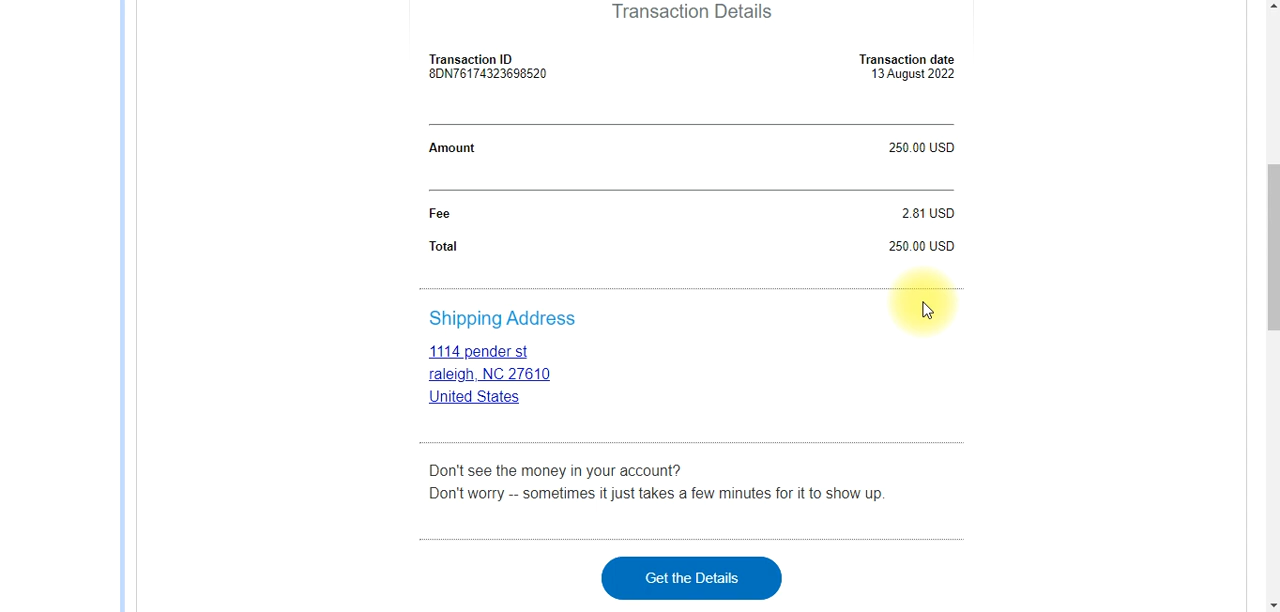 Transaction Details
Transaction ID
8DN76174323698520
Transaction date
13 August 2022
Amount 250.00 USD
Fee 2.81 USD
Total 250.00 USD
Shipping Address
1114 pender st
raleigh, NC 27610
United States
Don't see the money in your account?
Don't worry -- sometimes it just takes a few minutes for it to show up.
Get the Details